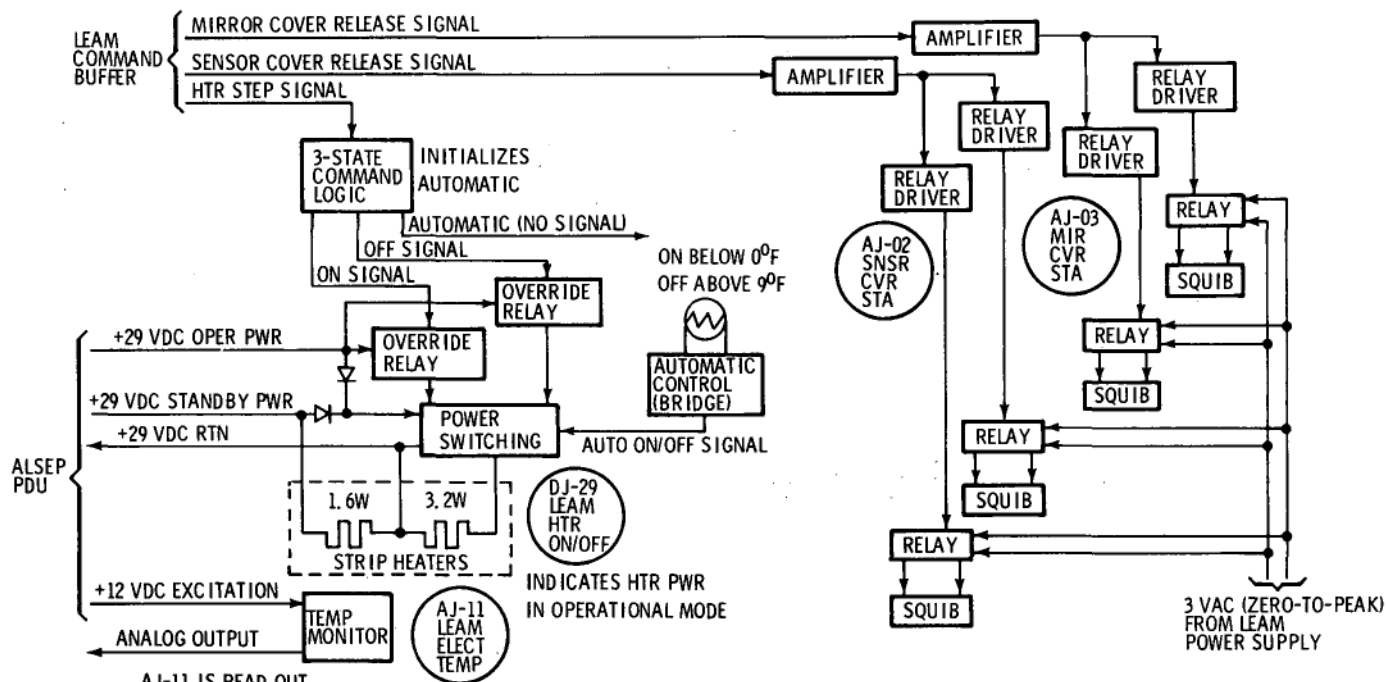 LEAM
COMMAND
BUFFER
MIRROR COVER RELEASE SIGNAL
SENSOR COVER RELEASE SIGNAL
HTR STEP SIGNAL
AMPLIFIER
AMPLIFIER
RELAY
DRIVER
RELAY
DRIVER
RELAY
DRIVER
RELAY
DRIVER
3-STATE
COMMAND
LOGIC
INITIALIZES
AUTOMATIC
AUTOMATIC (NO SIGNAL)
OFF SIGNAL
ON SIGNAL
ON BELOW 0°F
OFF ABOVE 9°F
AJ-02
SNSR
CVR
STA
AJ-03
MIR
CVR
STA
RELAY
SQUIB
OVERRIDE
RELAY
OVERRIDE
RELAY
AUTOMATIC
CONTROL
(BRIDGE)
RELAY
SQUIB
ALSEP
PDU
+29 VDC OPER PWR
+29 VDC STANDBY PWR
+29 VDC RTN
POWER
SWITCHING
AUTO ON/OFF SIGNAL
RELAY
SQUIB
1.6W
3.2W
STRIP HEATERS
DJ-29
LEAM
HTR
ON/OFF
INDICATES HTR PWR
IN OPERATIONAL MODE
RELAY
SQUIB
+12 VDC EXCITATION
ANALOG OUTPUT
TEMP
MONITOR
AJ-11
LEAM
ELECT
TEMP
3 VAC (ZERO-TO-PEAK)
FROM LEAM
POWER SUPPLY
AJ-11 IS READ OUT